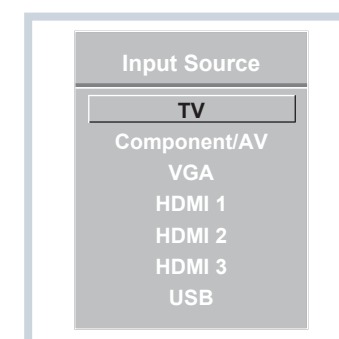 Input Source
TV
Component/AV
VGA
HDMI 1
HDMI 2
HDMI 3
USB